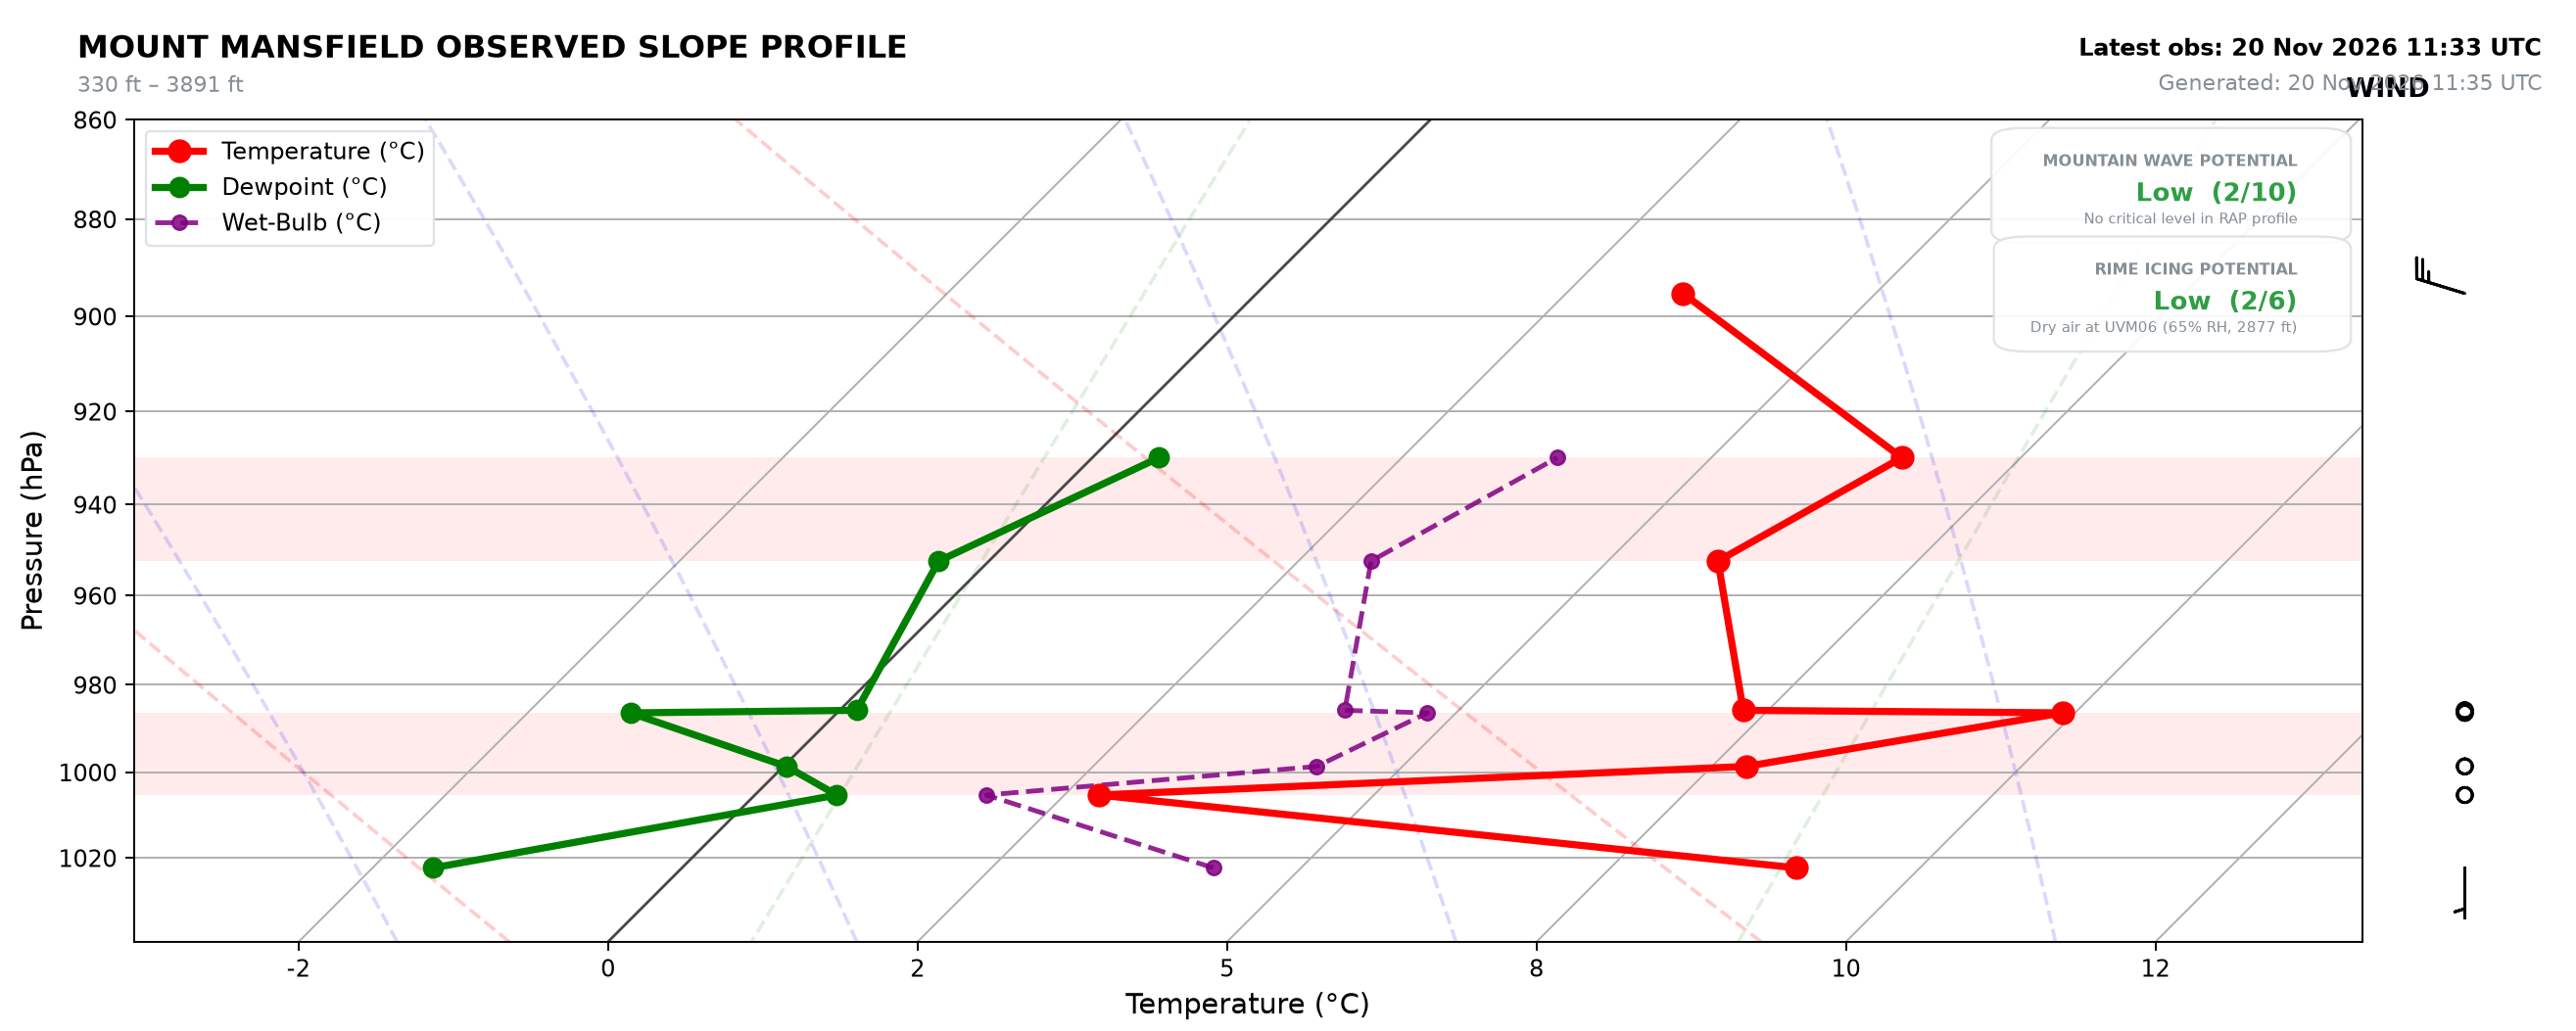 MOUNT MANSFIELD OBSERVED SLOPE PROFILE
330 ft – 3891 ft
Latest obs: 20 Nov 2026 11:33 UTC
Generated: 20 Nov 2026 11:35 UTC
WIND
Temperature (°C)
Dewpoint (°C)
Wet-Bulb (°C)
MOUNTAIN WAVE POTENTIAL
Low (2/10)
No critical level in RAP profile
RIME ICING POTENTIAL
Low (2/6)
Dry air at UVM06 (65% RH, 2877 ft)
Pressure (hPa)
860
880
900
920
940
960
980
1000
1020
-2
0
2
5
8
10
12
Temperature (°C)